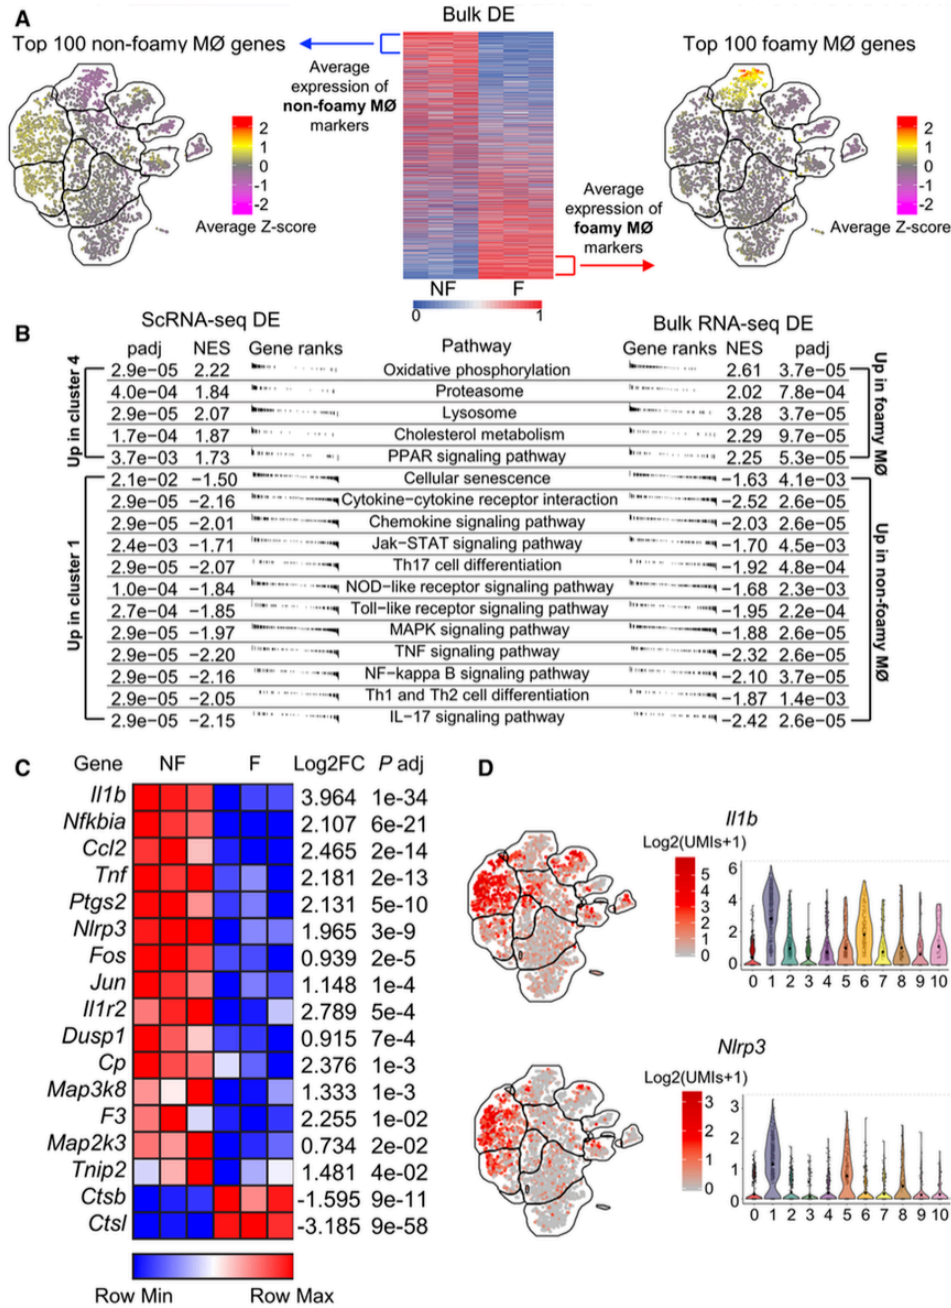 A
Bulk DE
Top 100 non-foamy MØ genes
Top 100 foamy MØ genes
Average
expression of
non-foamy MØ
markers
2
1
0
-1
-2
Average Z-score
Average
expression of
foamy MØ
markers
2
1
0
-1
-2
Average Z-score
NF F
0 1
B
ScRNA-seq DE Bulk RNA-seq DE
padj NES Gene ranks Pathway Gene ranks NES padj
Up in cluster 4
Up in foamy MØ
2.9e−05 2.22 Oxidative phosphorylation 2.61 3.7e−05
4.0e−04 1.84 Proteasome 2.02 7.8e−04
2.9e−05 2.07 Lysosome 3.28 3.7e−05
1.7e−04 1.87 Cholesterol metabolism 2.29 9.7e−05
3.7e−03 1.73 PPAR signaling pathway 2.25 5.3e−05
Up in cluster 1
Up in non-foamy MØ
2.1e−02 −1.50 Cellular senescence −1.63 4.1e−03
2.9e−05 −2.16 Cytokine−cytokine receptor interaction −2.52 2.6e−05
2.9e−05 −2.01 Chemokine signaling pathway −2.03 2.6e−05
2.4e−03 −1.71 Jak−STAT signaling pathway −1.70 4.5e−03
2.9e−05 −2.07 Th17 cell differentiation −1.92 4.8e−04
1.0e−04 −1.84 NOD−like receptor signaling pathway −1.68 2.3e−03
2.7e−04 −1.85 Toll−like receptor signaling pathway −1.95 2.2e−04
2.9e−05 −1.97 MAPK signaling pathway −1.88 2.6e−05
2.9e−05 −2.20 TNF signaling pathway −2.32 2.6e−05
2.9e−05 −2.16 NF−kappa B signaling pathway −2.10 3.7e−05
2.9e−05 −2.05 Th1 and Th2 cell differentiation −1.87 1.4e−03
2.9e−05 −2.15 IL−17 signaling pathway −2.42 2.6e−05
C
Gene NF F Log2FC P adj
Il1b 3.964 1e-34
Nfkbia 2.107 6e-21
Ccl2 2.465 2e-14
Tnf 2.181 2e-13
Ptgs2 2.131 5e-10
Nlrp3 1.965 3e-9
Fos 0.939 2e-5
Jun 1.148 1e-4
Il1r2 2.789 5e-4
Dusp1 0.915 7e-4
Cp 2.376 1e-3
Map3k8 1.333 1e-3
F3 2.255 1e-02
Map2k3 0.734 2e-02
Tnip2 1.481 4e-02
Ctsb -1.595 9e-11
Ctsl -3.185 9e-58
Row Min Row Max
D
Il1b
Log2(UMIs+1)
5
4
3
2
1
0
6
4
2
0
0 1 2 3 4 5 6 7 8 9 10
Nlrp3
Log2(UMIs+1)
3
2
1
0
3
2
1
0
0 1 2 3 4 5 6 7 8 9 10